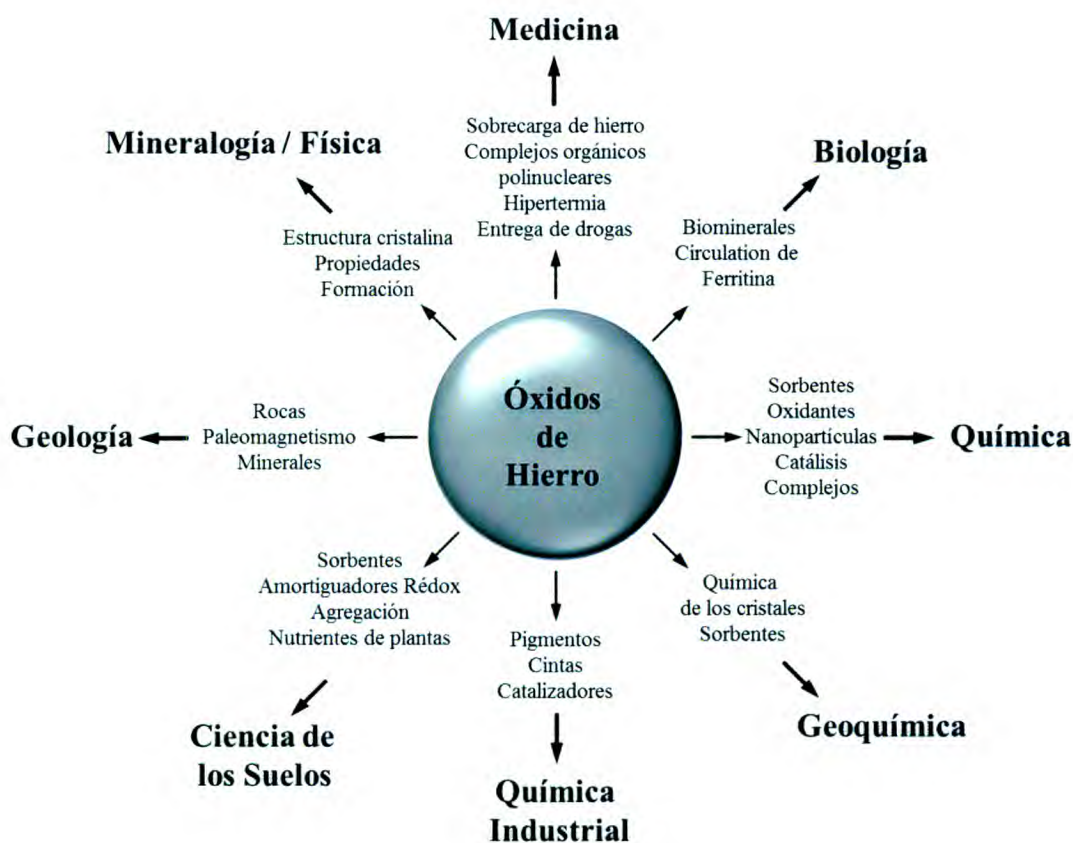 Medicina
Sobrecarga de hierro
Complejos orgánicos
polinucleares
Hipertermia
Entrega de drogas
Mineralogía / Física
Estructura cristalina
Propiedades
Formación
Biología
Biominerales
Circulation de
Ferritina
Óxidos
de
Hierro
Geología
Rocas
Paleomagnetismo
Minerales
Sorbentes
Oxidantes
Nanopartículas
Catálisis
Complejos
Química
Sorbentes
Amortiguadores Rédox
Agregación
Nutrientes de plantas
Ciencia de
los Suelos
Pigmentos
Cintas
Catalizadores
Química
Industrial
Química
de los cristales
Sorbentes
Geoquímica